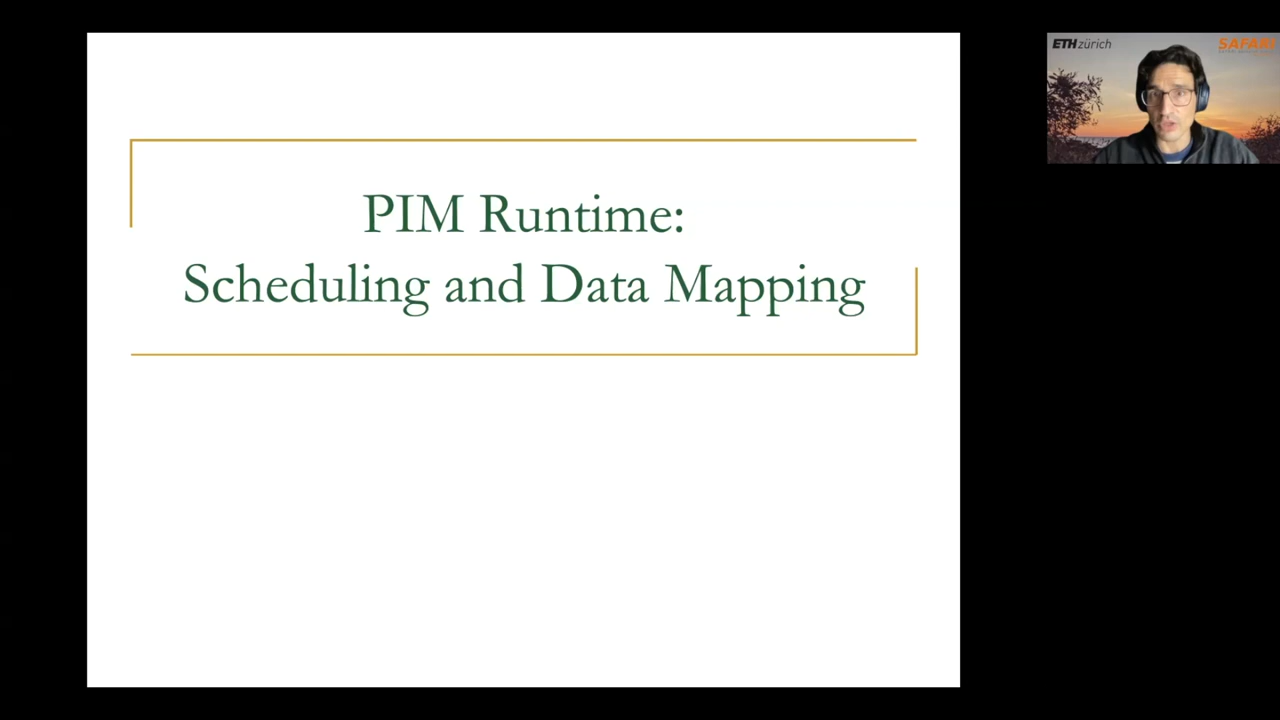 PIM Runtime:
Scheduling and Data Mapping
ETH zürich
SAFARI